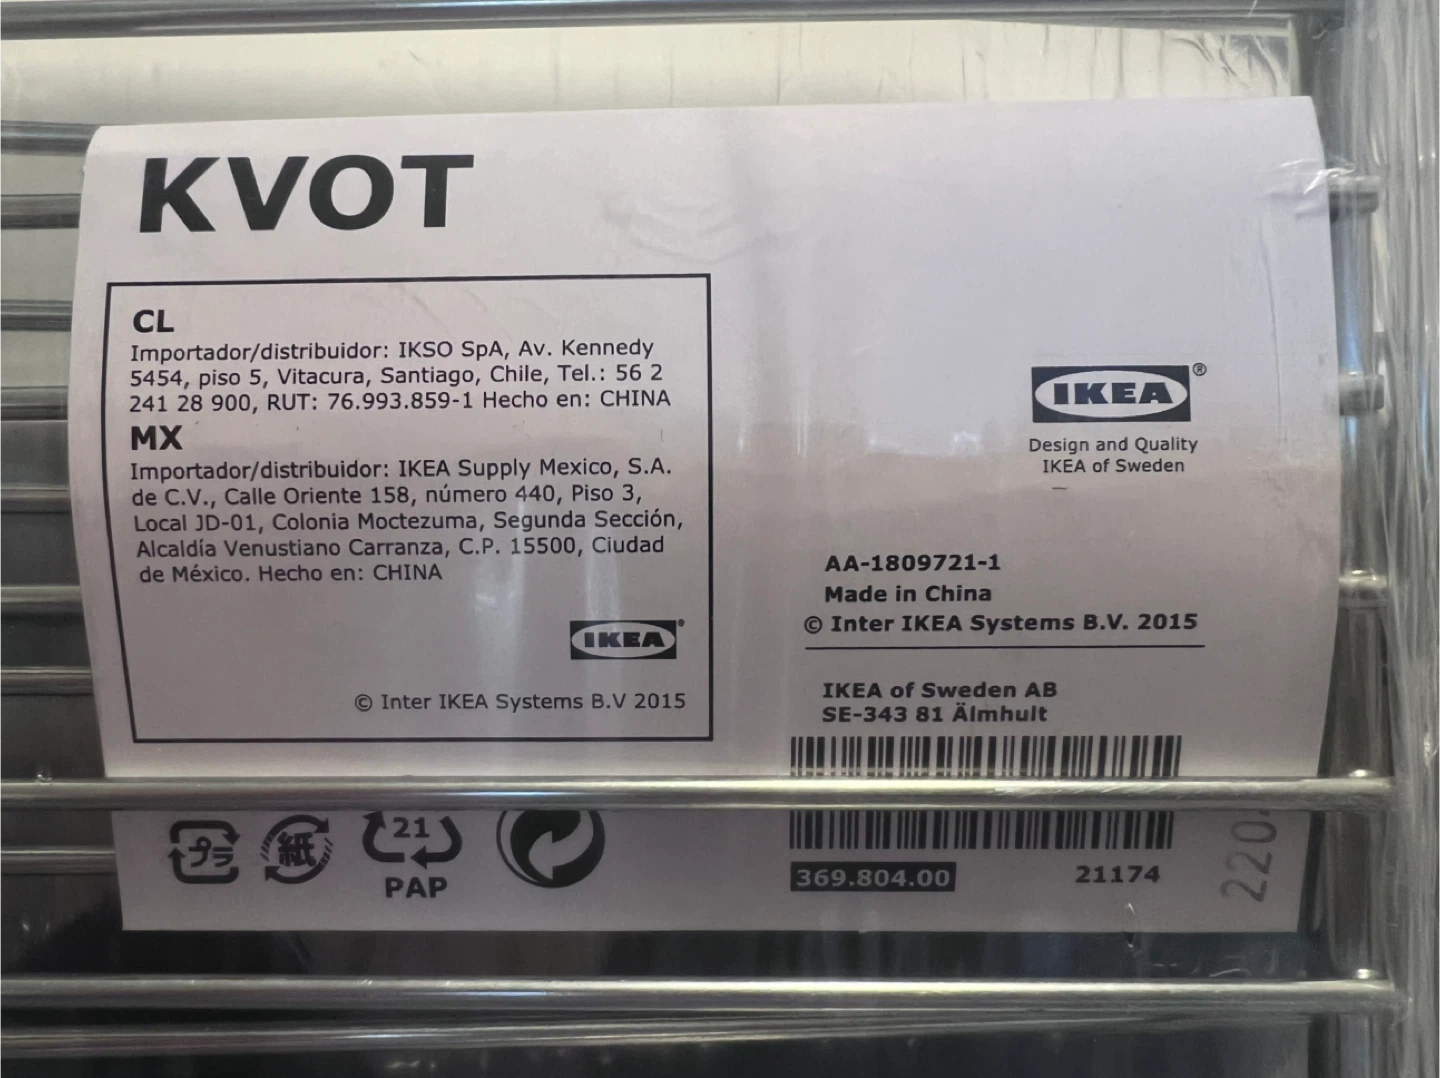 KVOT
CL
Importador/distribuidor: IKSO SpA, Av. Kennedy
5454, piso 5, Vitacura, Santiago, Chile, Tel.: 56 2
241 28 900, RUT: 76.993.859-1 Hecho en: CHINA
MX
Importador/distribuidor: IKEA Supply Mexico, S.A.
de C.V., Calle Oriente 158, número 440, Piso 3,
Local JD-01, Colonia Moctezuma, Segunda Sección,
Alcaldía Venustiano Carranza, C.P. 15500, Ciudad
de México. Hecho en: CHINA
IKEA
© Inter IKEA Systems B.V 2015
プラ
紙
21
PAP
IKEA®
Design and Quality
IKEA of Sweden
AA-1809721-1
Made in China
© Inter IKEA Systems B.V. 2015
IKEA of Sweden AB
SE-343 81 Älmhult
369.804.00
21174